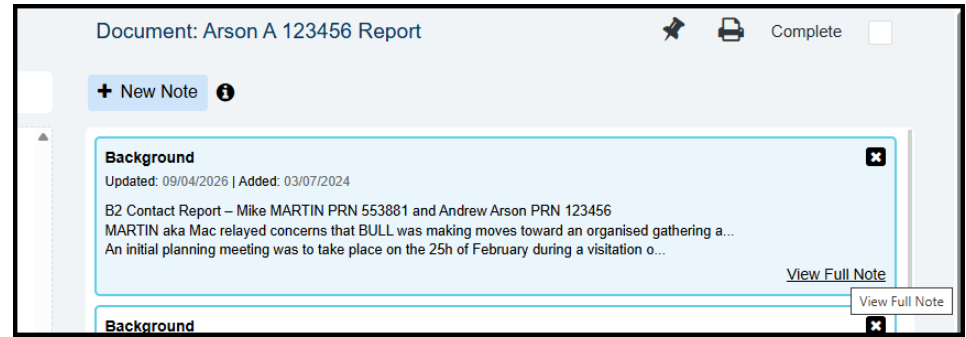 Document: Arson A 123456 Report
Complete
+ New Note
Background
Updated: 09/04/2026 | Added: 03/07/2024
B2 Contact Report – Mike MARTIN PRN 553881 and Andrew Arson PRN 123456
MARTIN aka Mac relayed concerns that BULL was making moves toward an organised gathering a...
An initial planning meeting was to take place on the 25h of February during a visitation o...
View Full Note
View Full Note
Background